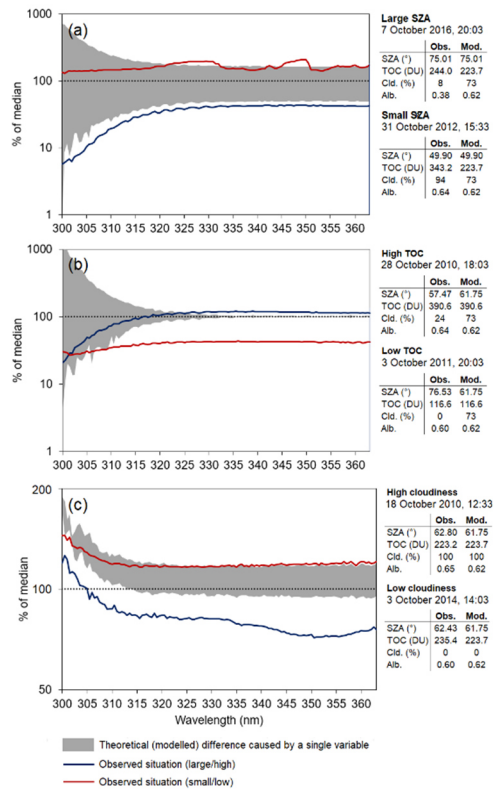 (a)
1000
100
10
1
% of median
300 305 310 315 320 325 330 335 340 345 350 355 360
Large SZA
7 October 2016, 20:03
Obs. Mod.
SZA (°) 75.01 75.01
TOC (DU) 244.0 223.7
Cld. (%) 8 73
Alb. 0.38 0.62
Small SZA
31 October 2012, 15:33
Obs. Mod.
SZA (°) 49.90 49.90
TOC (DU) 343.2 223.7
Cld. (%) 94 73
Alb. 0.64 0.62
(b)
1000
100
10
1
% of median
300 305 310 315 320 325 330 335 340 345 350 355 360
High TOC
28 October 2010, 18:03
Obs. Mod.
SZA (°) 57.47 61.75
TOC (DU) 390.6 390.6
Cld. (%) 24 73
Alb. 0.64 0.62
Low TOC
3 October 2011, 20:03
Obs. Mod.
SZA (°) 76.53 61.75
TOC (DU) 116.6 116.6
Cld. (%) 0 73
Alb. 0.60 0.62
(c)
200
100
50
% of median
300 305 310 315 320 325 330 335 340 345 350 355 360
Wavelength (nm)
High cloudiness
18 October 2010, 12:33
Obs. Mod.
SZA (°) 62.80 61.75
TOC (DU) 223.2 223.7
Cld. (%) 100 100
Alb. 0.65 0.62
Low cloudiness
3 October 2014, 14:03
Obs. Mod.
SZA (°) 62.43 61.75
TOC (DU) 235.4 223.7
Cld. (%) 0 0
Alb. 0.60 0.62
Theoretical (modelled) difference caused by a single variable
Observed situation (large/high)
Observed situation (small/low)